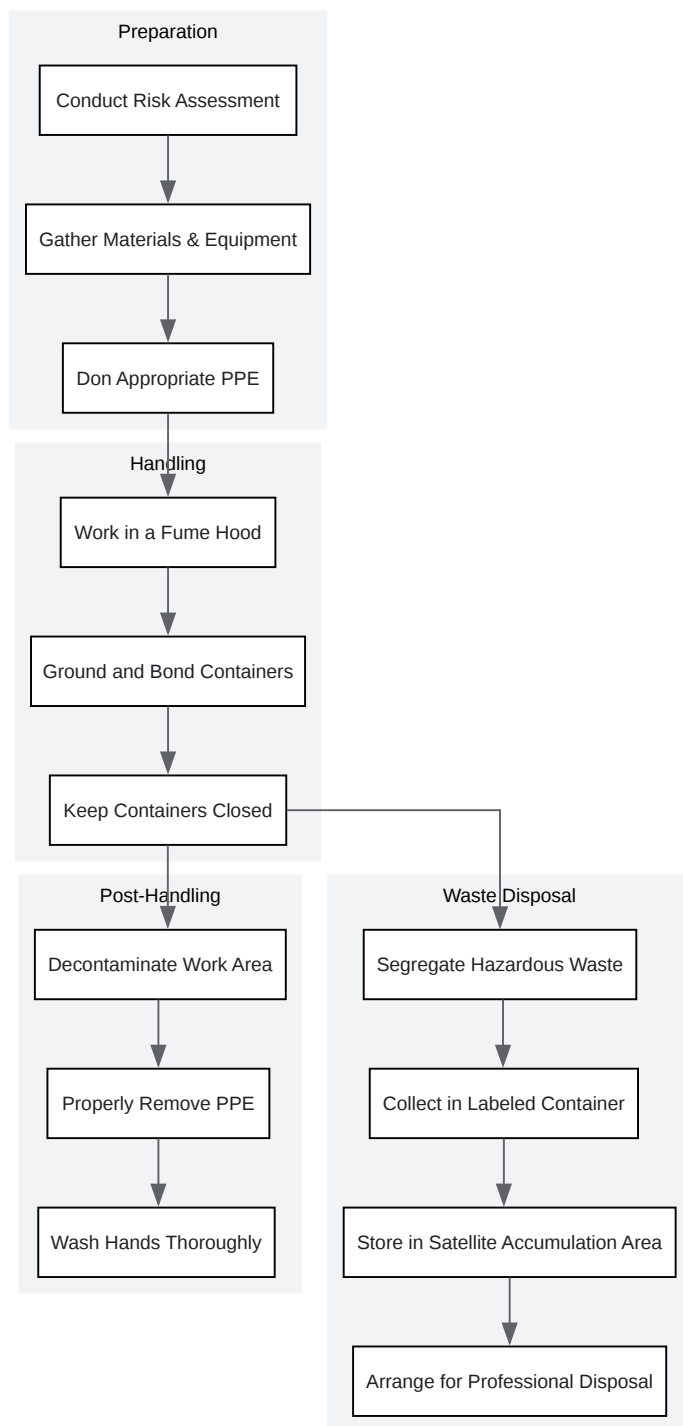 Preparation
Conduct Risk Assessment
Gather Materials & Equipment
Don Appropriate PPE
Handling
Work in a Fume Hood
Ground and Bond Containers
Keep Containers Closed
Post-Handling
Decontaminate Work Area
Properly Remove PPE
Wash Hands Thoroughly
Waste Disposal
Segregate Hazardous Waste
Collect in Labeled Container
Store in Satellite Accumulation Area
Arrange for Professional Disposal